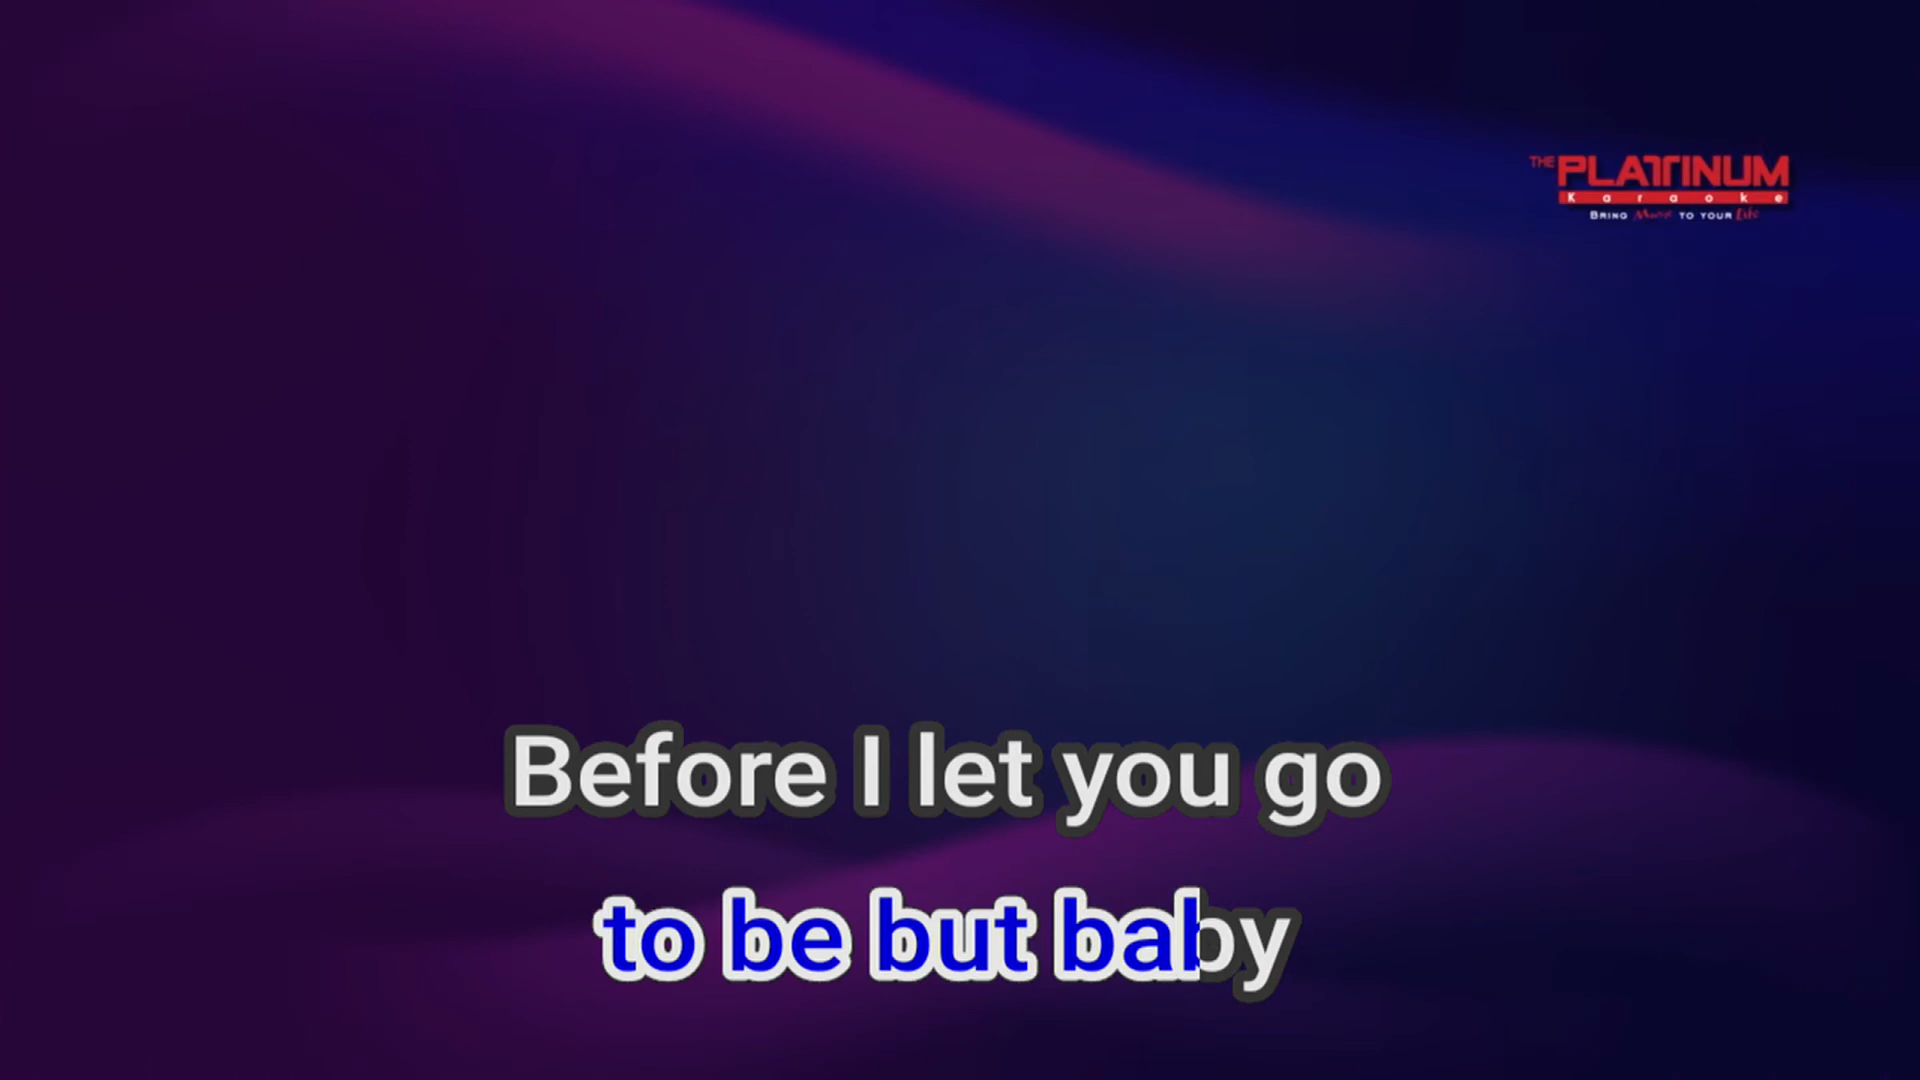 THE PLATINUM
Karaoke
BRING Music TO YOUR Life
Before I let you go
to be but baby